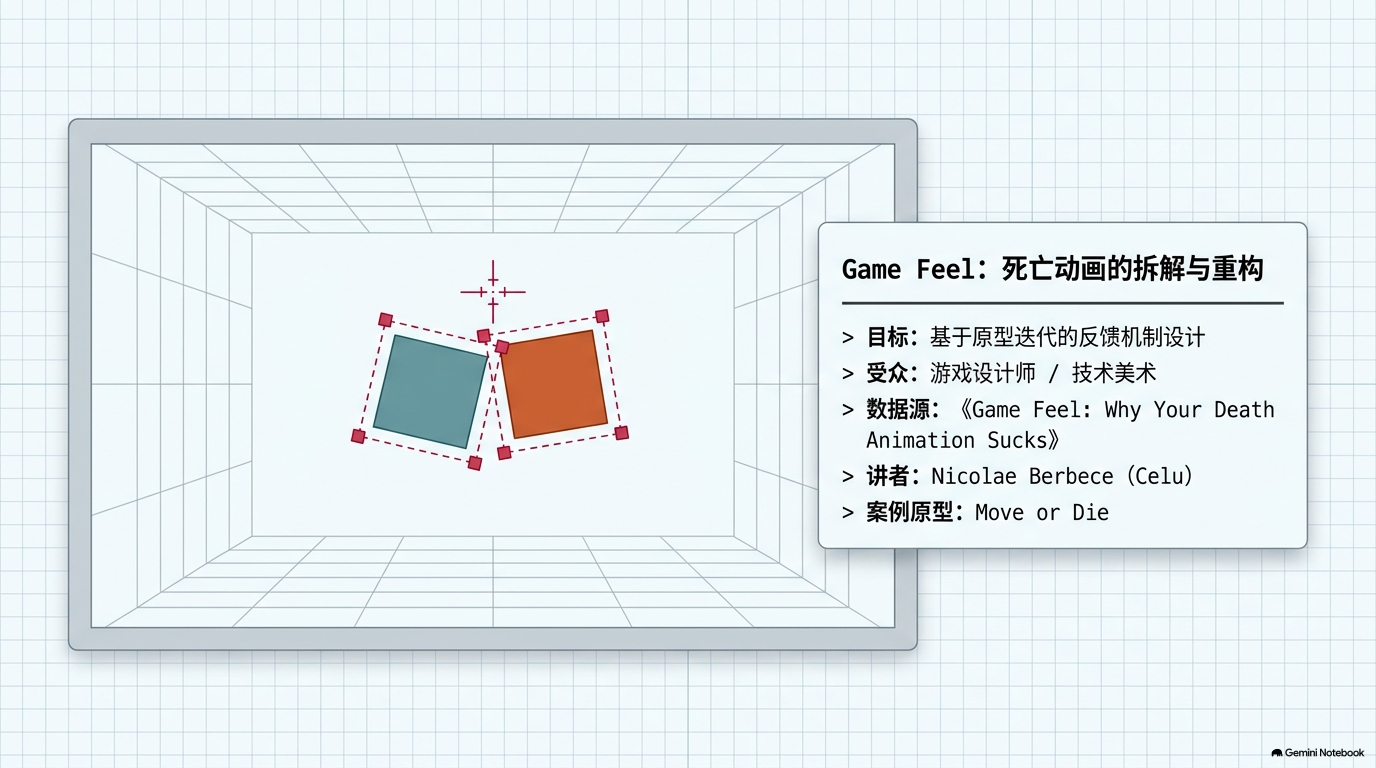 Game Feel：死亡动画的拆解与重构
> 目标：基于原型迭代的反馈机制设计
> 受众：游戏设计师 / 技术美术
> 数据源：《Game Feel: Why Your Death
Animation Sucks》
> 讲者：Nicolae Berbece（Celu）
> 案例原型：Move or Die
Gemini Notebook